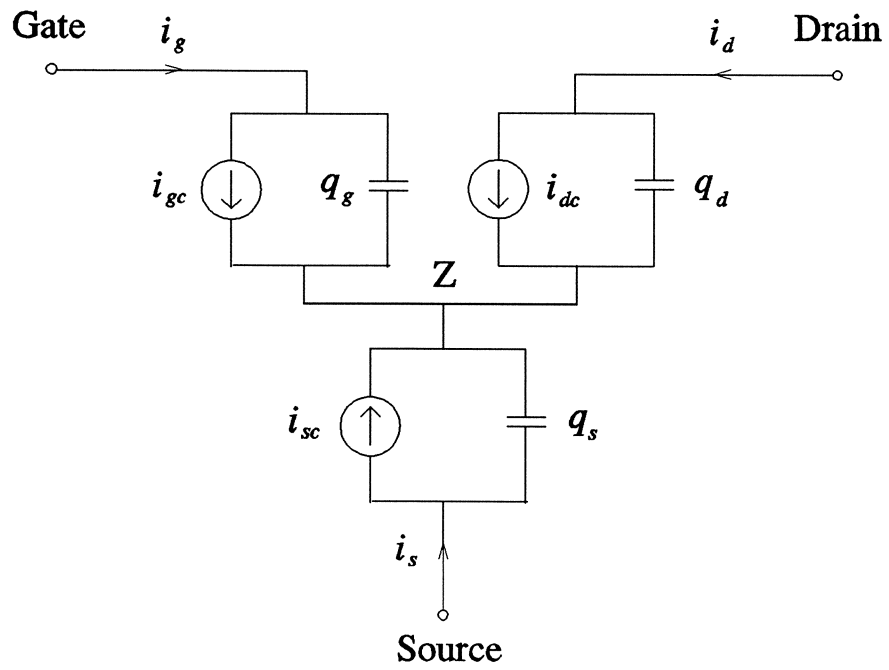 Gate
i_g
i_d
Drain
i_gc
q_g
i_dc
q_d
Z
i_sc
q_s
i_s
Source